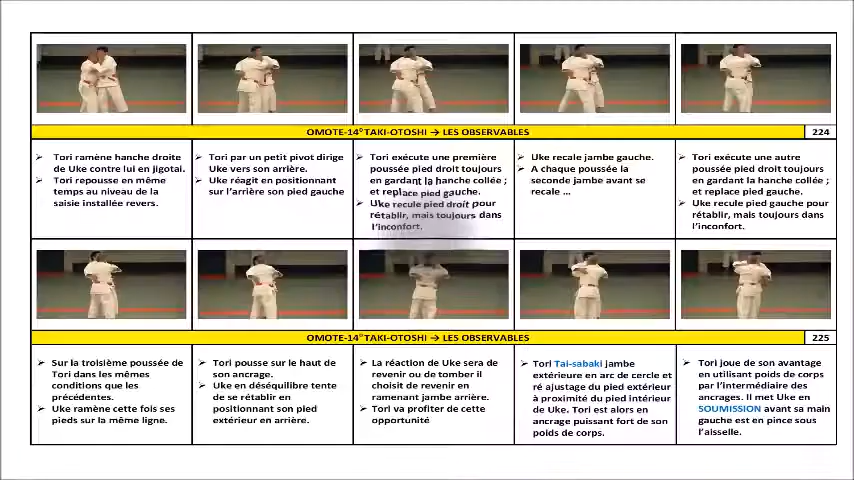 OMOTE-14°TAKI-OTOSHI → LES OBSERVABLES 224
➢ Tori ramène hanche droite
de Uke contre lui en jigotai.
➢ Tori repousse en même
temps au niveau de la
saisie installée revers.
➢ Tori par un petit pivot dirige
Uke vers son arrière.
➢ Uke réagit en positionnant
sur l'arrière son pied gauche
➢ Tori exécute une première
poussée pied droit toujours
en gardant la hanche collée ;
et replace pied gauche.
➢ Uke recule pied droit pour
rétablir, mais toujours dans
l'inconfort.
➢ Uke recale jambe gauche.
➢ A chaque poussée la
seconde jambe avant se
recale ...
➢ Tori exécute une autre
poussée pied droit toujours
en gardant la hanche collée ;
et replace pied gauche.
➢ Uke recule pied gauche pour
rétablir, mais toujours dans
l'inconfort.
OMOTE-14°TAKI-OTOSHI → LES OBSERVABLES 225
➢ Sur la troisième poussée de
Tori dans les mêmes
conditions que les
précédentes.
➢ Uke ramène cette fois ses
pieds sur la même ligne.
➢ Tori pousse sur le haut de
son ancrage.
➢ Uke en déséquilibre tente
de se rétablir en
positionnant son pied
extérieur en arrière.
➢ La réaction de Uke sera de
revenir ou de tomber il
choisit de revenir en
ramenant jambe arrière.
➢ Tori va profiter de cette
opportunité
➢ Tori Tai-sabaki jambe
extérieure en arc de cercle et
ré ajustage du pied extérieur
à proximité du pied intérieur
de Uke. Tori est alors en
ancrage puissant fort de son
poids de corps.
➢ Tori joue de son avantage
en utilisant poids de corps
par l'intermédiaire des
ancrages. Il met Uke en
SOUMISSION avant sa main
gauche est en pince sous
l'aisselle.